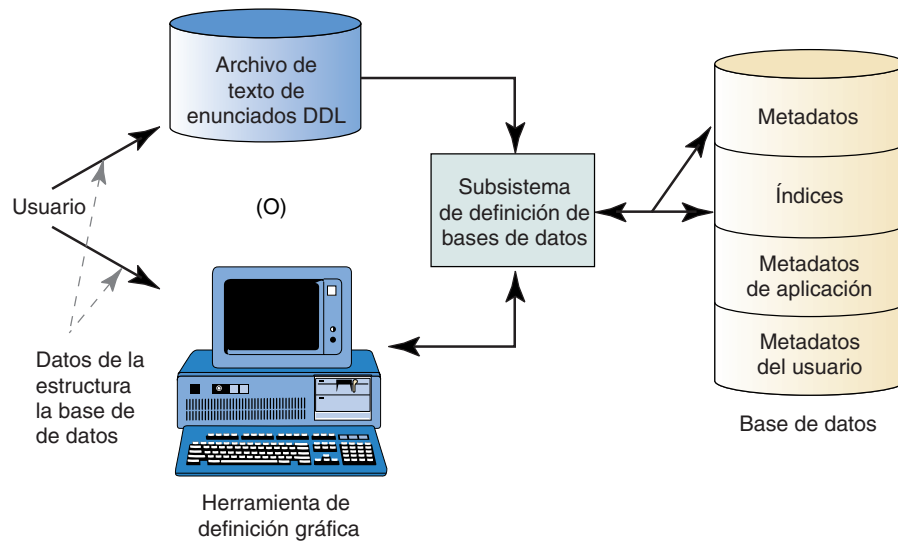 Archivo de
texto de
enunciados DDL
Usuario
(O)
Subsistema
de definición de
bases de datos
Metadatos
Índices
Metadatos
de aplicación
Metadatos
del usuario
Base de datos
Datos de la
estructura
la base de
de datos
Herramienta de
definición gráfica